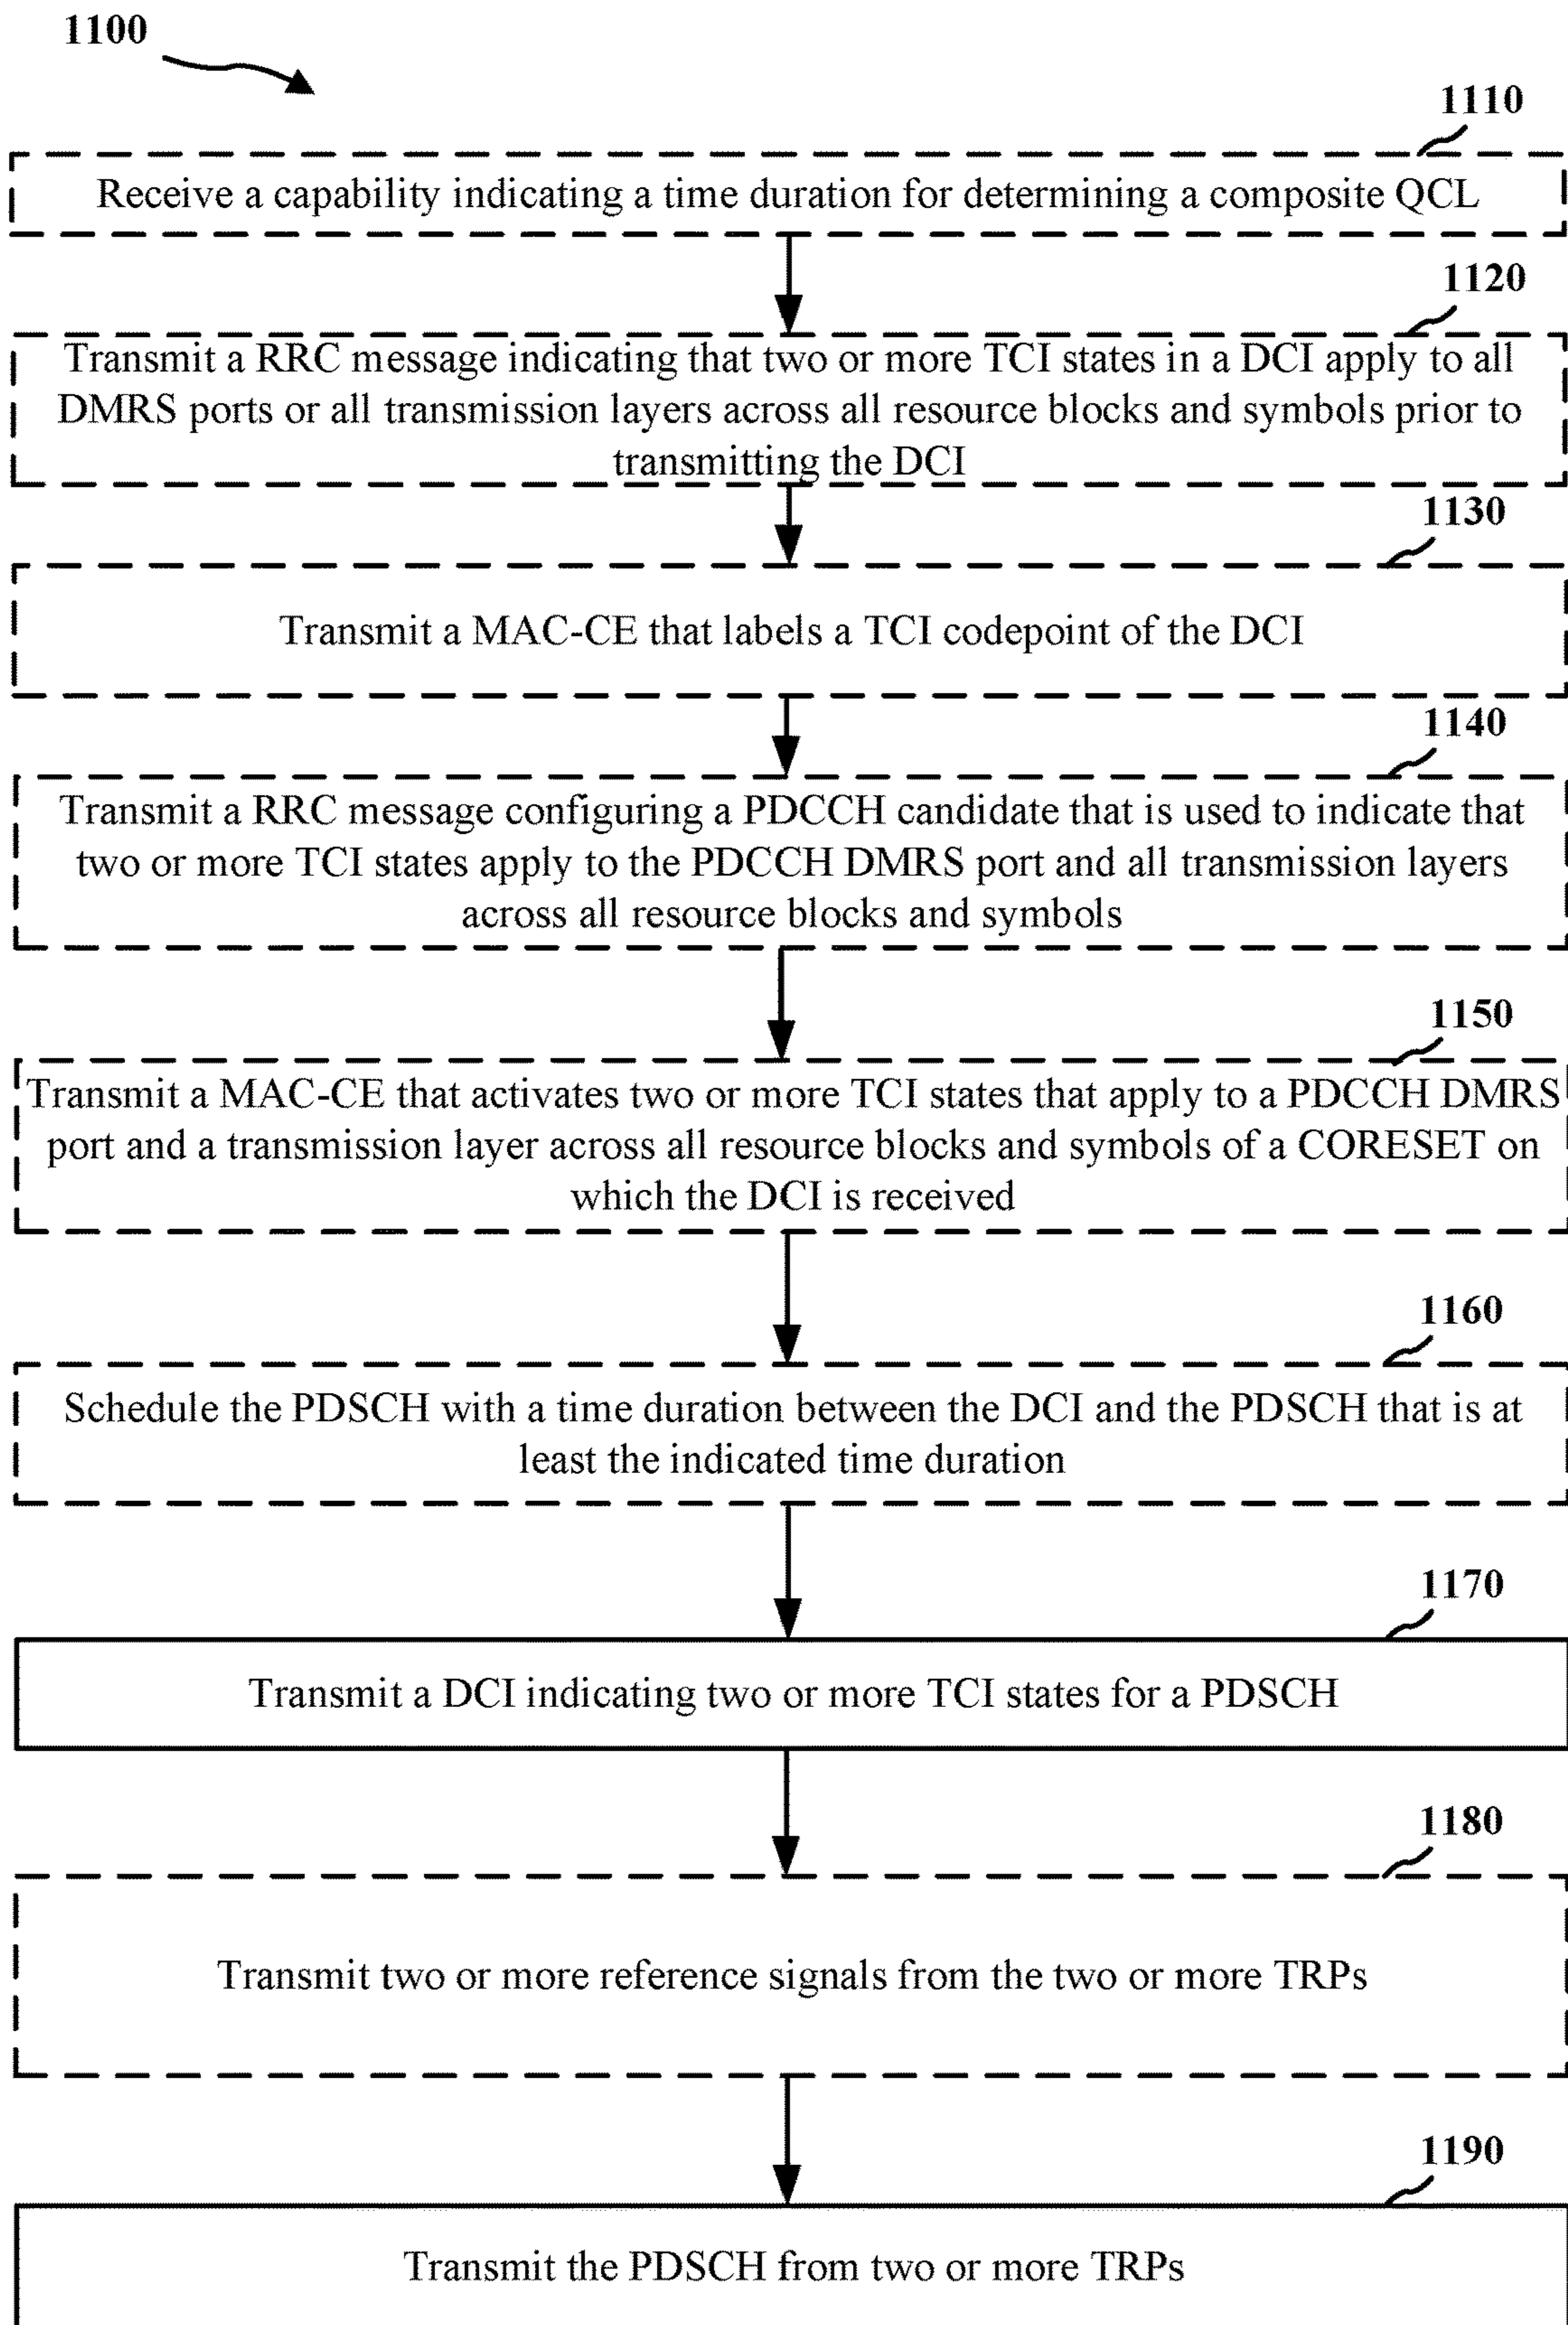 1100
1110
Receive a capability indicating a time duration for determining a composite QCL
1120
Transmit a RRC message indicating that two or more TCI states in a DCI apply to all
DMRS ports or all transmission layers across all resource blocks and symbols prior to
transmitting the DCI
1130
Transmit a MAC-CE that labels a TCI codepoint of the DCI
1140
Transmit a RRC message configuring a PDCCH candidate that is used to indicate that
two or more TCI states apply to the PDCCH DMRS port and all transmission layers
across all resource blocks and symbols
1150
Transmit a MAC-CE that activates two or more TCI states that apply to a PDCCH DMRS
port and a transmission layer across all resource blocks and symbols of a CORESET on
which the DCI is received
1160
Schedule the PDSCH with a time duration between the DCI and the PDSCH that is at
least the indicated time duration
1170
Transmit a DCI indicating two or more TCI states for a PDSCH
1180
Transmit two or more reference signals from the two or more TRPs
1190
Transmit the PDSCH from two or more TRPs